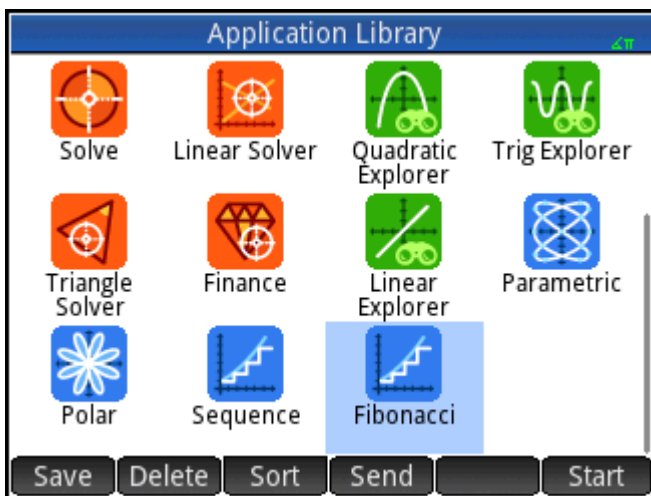 Application Library
∡π
Solve Linear Solver Quadratic Explorer Trig Explorer
Triangle Solver Finance Linear Explorer Parametric
Polar Sequence Fibonacci
Save Delete Sort Send Start